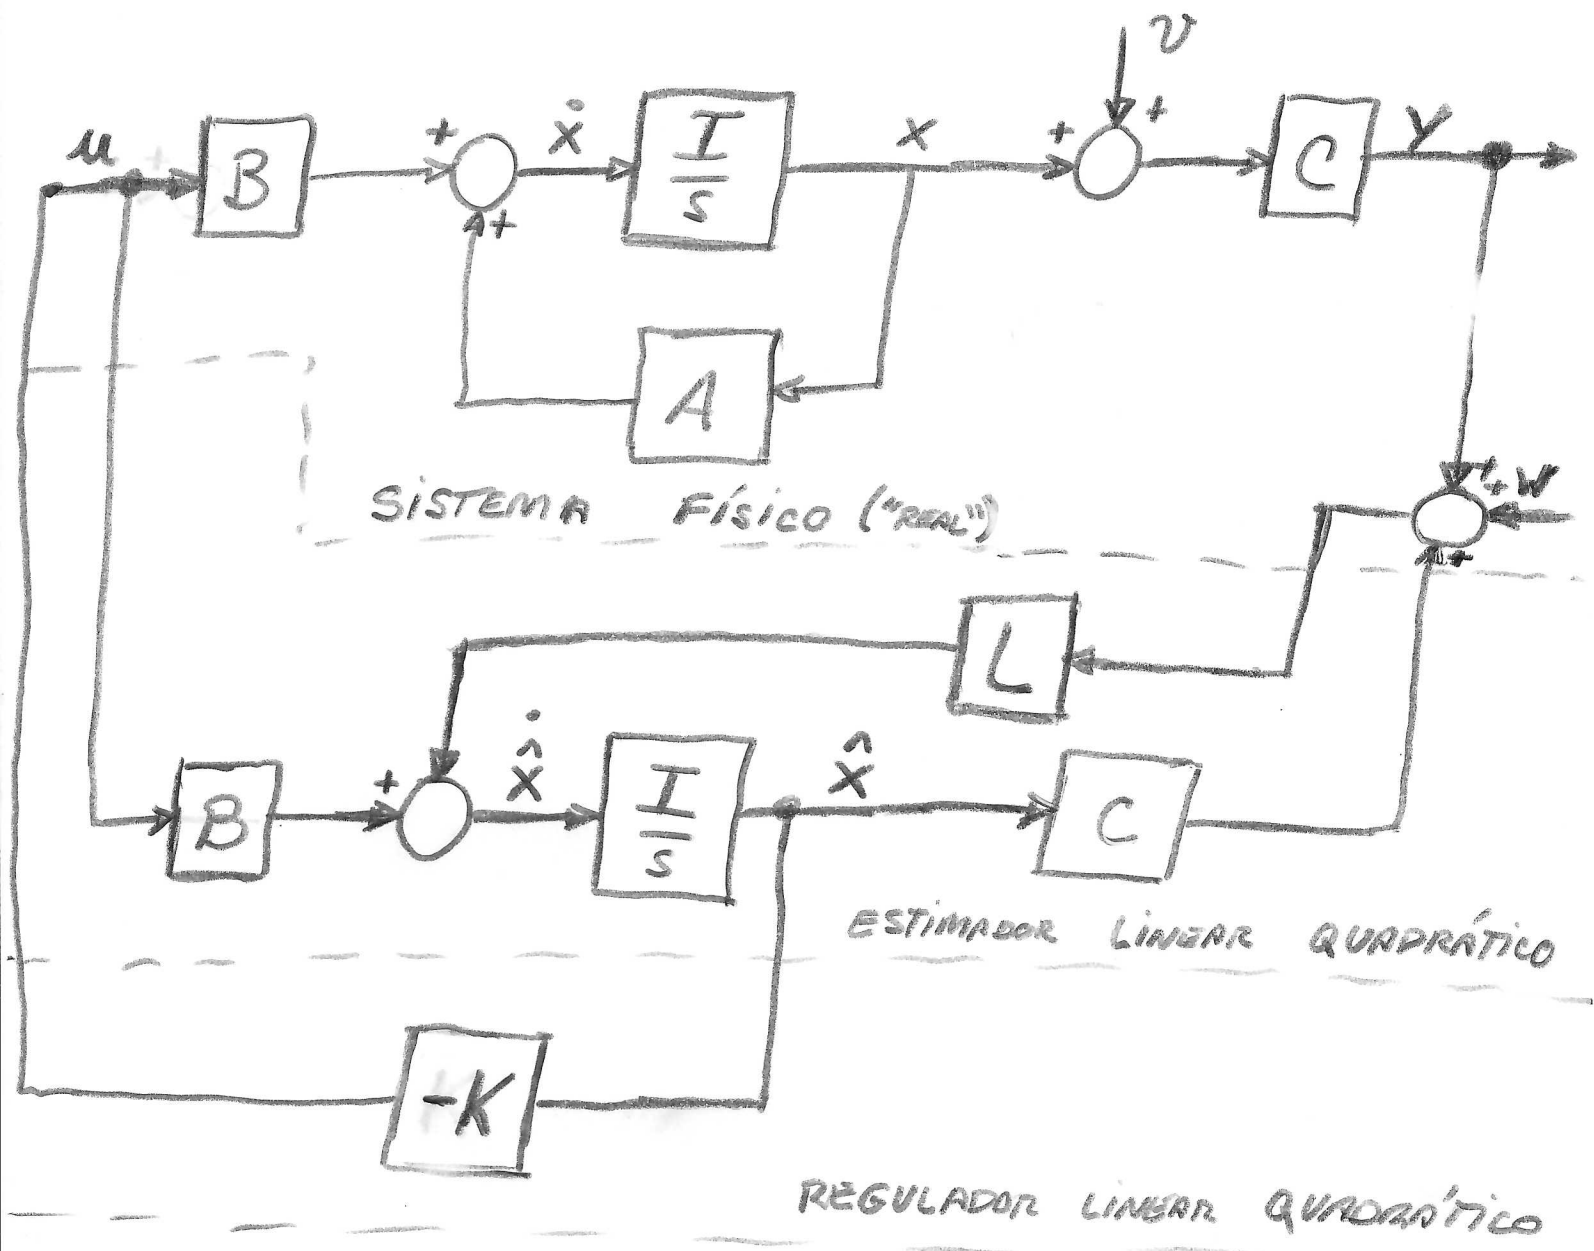 v
u + B + ẋ I/s x + + C y
+
A
SISTEMA FÍSICO ("REAL")
+ w
+
L
B + x̂̇ I/s x̂ C
ESTIMADOR LINEAR QUADRÁTICO
-K
REGULADOR LINEAR QUADRÁTICO